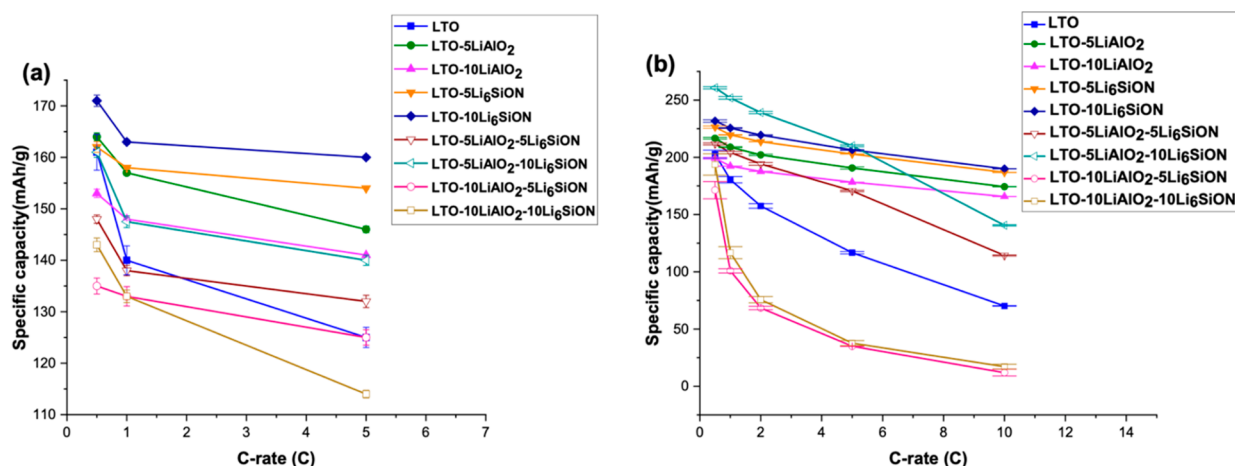 (a)
LTO
LTO-5LiAlO₂
LTO-10LiAlO₂
LTO-5Li₆SiON
LTO-10Li₆SiON
LTO-5LiAlO₂-5Li₆SiON
LTO-5LiAlO₂-10Li₆SiON
LTO-10LiAlO₂-5Li₆SiON
LTO-10LiAlO₂-10Li₆SiON
Specific capacity(mAh/g)
170
160
150
140
130
120
110
0 1 2 3 4 5 6 7
C-rate (C)
(b)
LTO
LTO-5LiAlO₂
LTO-10LiAlO₂
LTO-5Li₆SiON
LTO-10Li₆SiON
LTO-5LiAlO₂-5Li₆SiON
LTO-5LiAlO₂-10Li₆SiON
LTO-10LiAlO₂-5Li₆SiON
LTO-10LiAlO₂-10Li₆SiON
Specific capacity(mAh/g)
250
200
150
100
50
0
0 2 4 6 8 10 12 14
C-rate (C)